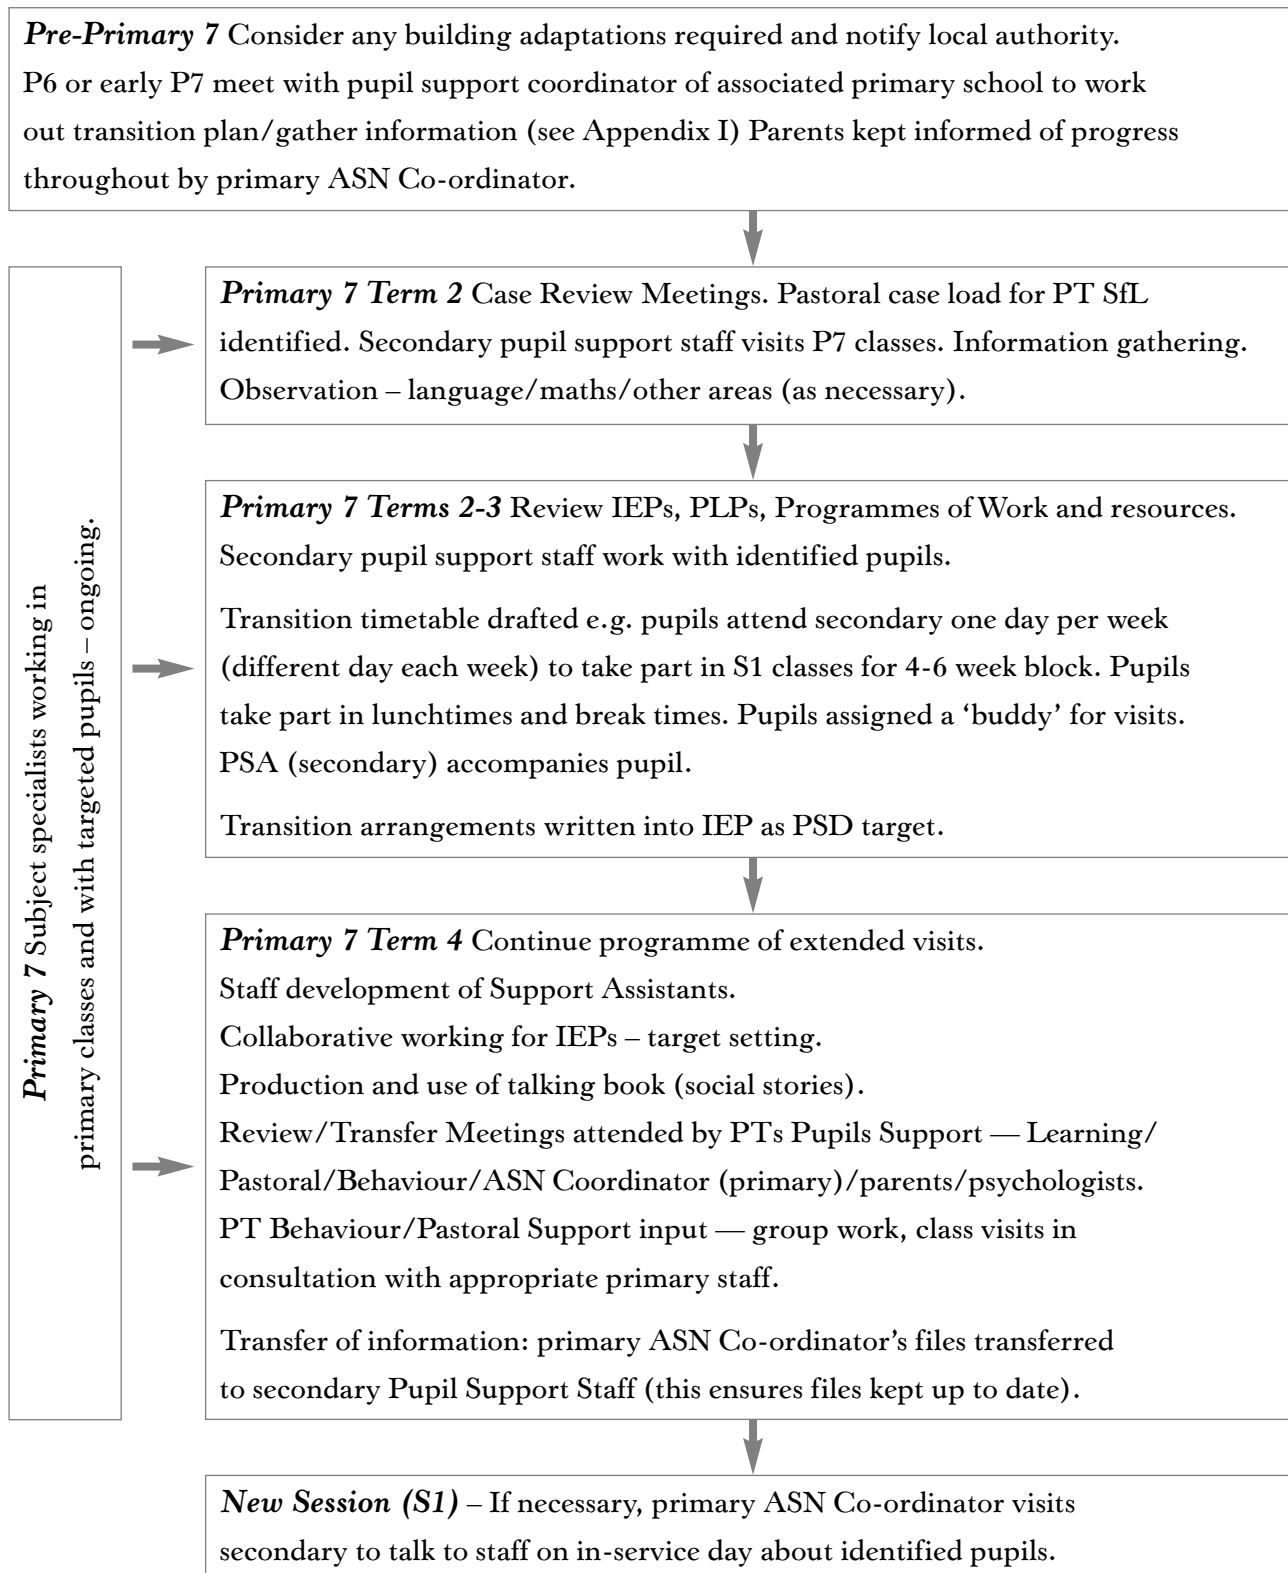 Pre-Primary 7 Consider any building adaptations required and notify local authority.
P6 or early P7 meet with pupil support coordinator of associated primary school to work
out transition plan/gather information (see Appendix I) Parents kept informed of progress
throughout by primary ASN Co-ordinator.
Primary 7 Subject specialists working in
primary classes and with targeted pupils – ongoing.
Primary 7 Term 2 Case Review Meetings. Pastoral case load for PT SfL
identified. Secondary pupil support staff visits P7 classes. Information gathering.
Observation – language/maths/other areas (as necessary).
Primary 7 Terms 2-3 Review IEPs, PLPs, Programmes of Work and resources.
Secondary pupil support staff work with identified pupils.
Transition timetable drafted e.g. pupils attend secondary one day per week
(different day each week) to take part in S1 classes for 4-6 week block. Pupils
take part in lunchtimes and break times. Pupils assigned a ‘buddy’ for visits.
PSA (secondary) accompanies pupil.
Transition arrangements written into IEP as PSD target.
Primary 7 Term 4 Continue programme of extended visits.
Staff development of Support Assistants.
Collaborative working for IEPs – target setting.
Production and use of talking book (social stories).
Review/Transfer Meetings attended by PTs Pupils Support — Learning/
Pastoral/Behaviour/ASN Coordinator (primary)/parents/psychologists.
PT Behaviour/Pastoral Support input — group work, class visits in
consultation with appropriate primary staff.
Transfer of information: primary ASN Co-ordinator’s files transferred
to secondary Pupil Support Staff (this ensures files kept up to date).
New Session (S1) – If necessary, primary ASN Co-ordinator visits
secondary to talk to staff on in-service day about identified pupils.